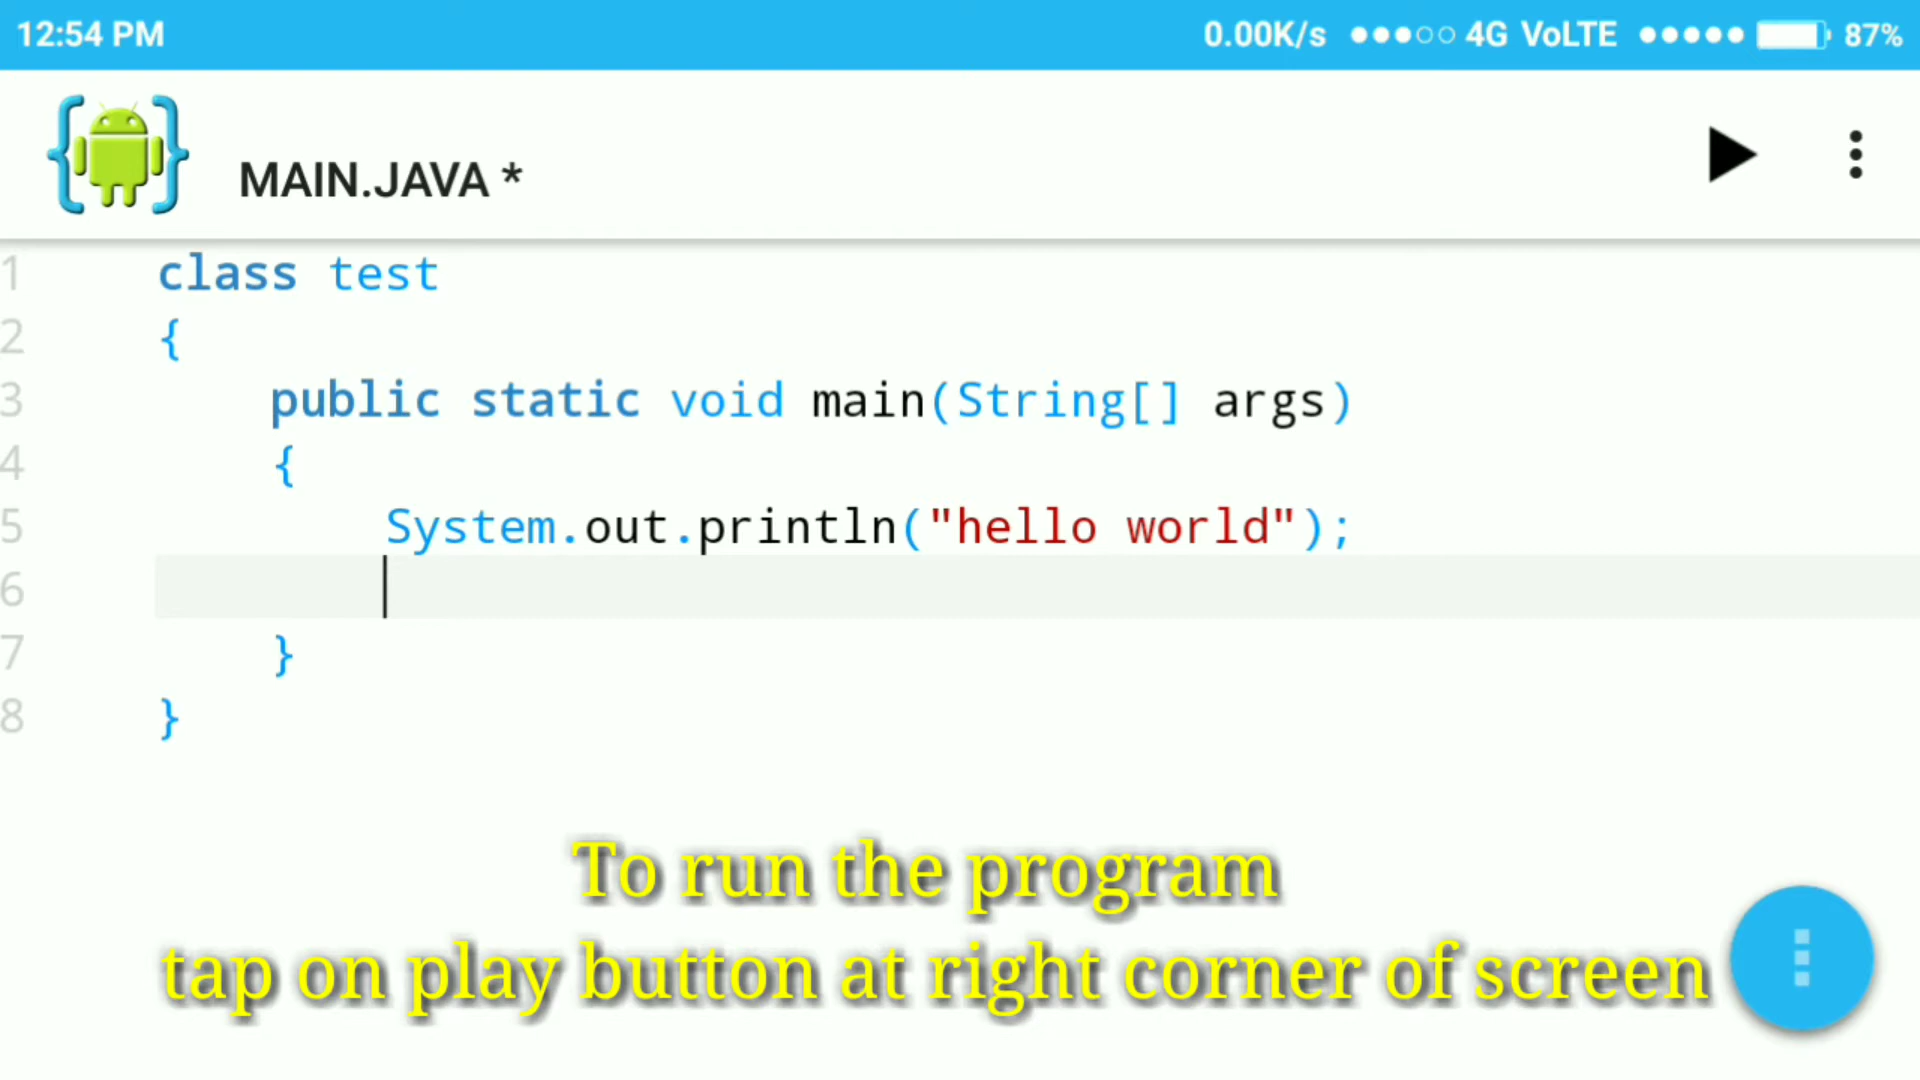 12:54 PM 0.00K/s 4G VoLTE 87%
MAIN.JAVA *
1 class test
2 {
3 public static void main(String[] args)
4 {
5 System.out.println("hello world");
6
7 }
8 }
To run the program
tap on play button at right corner of screen